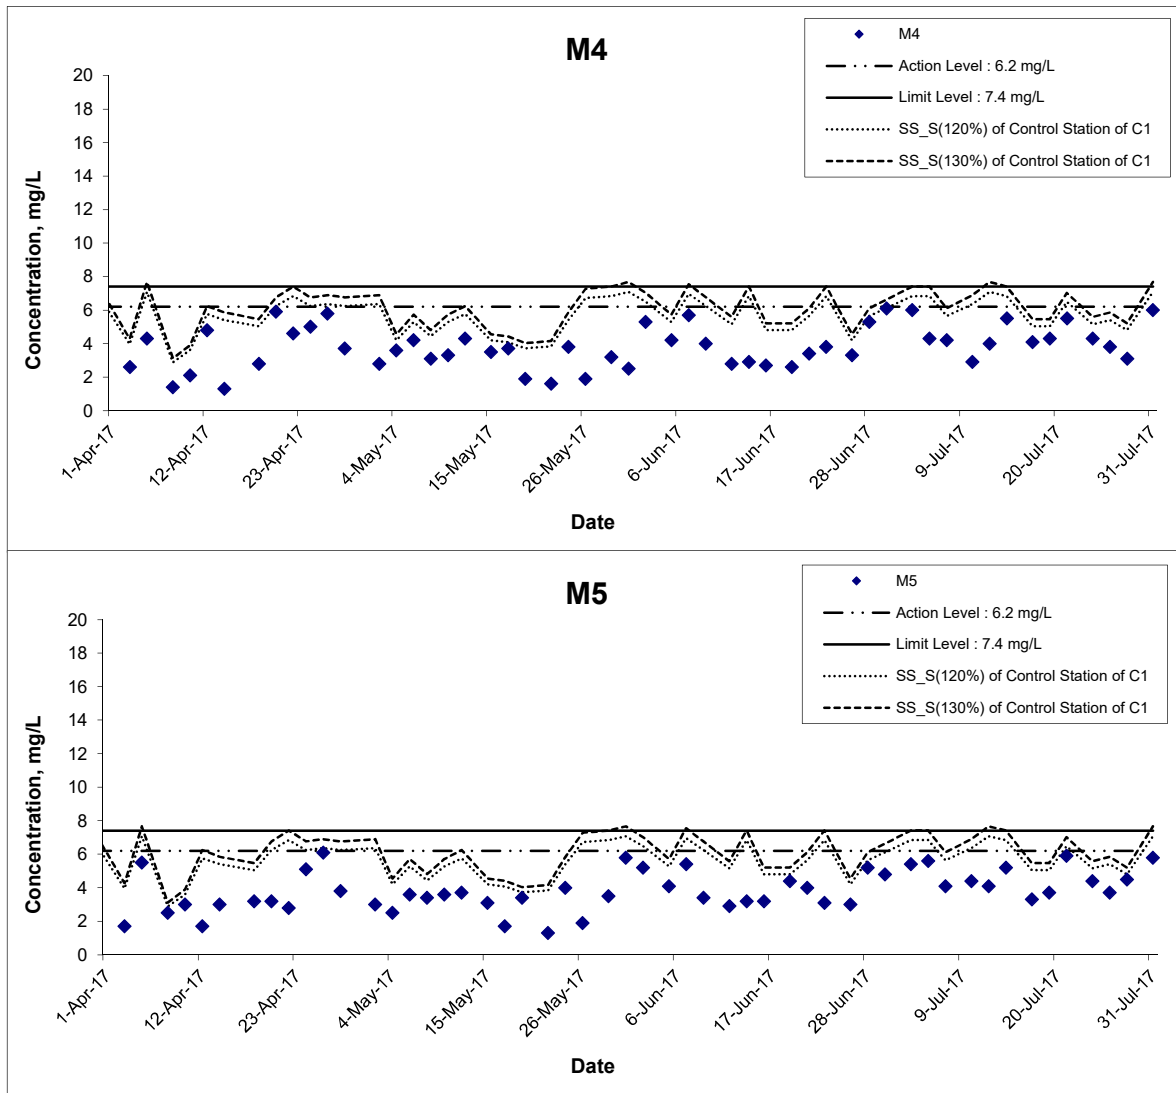 M4
M4
Action Level : 6.2 mg/L
Limit Level : 7.4 mg/L
SS_S(120%) of Control Station of C1
SS_S(130%) of Control Station of C1
Concentration, mg/L
20
18
16
14
12
10
8
6
4
2
0
1-Apr-17
12-Apr-17
23-Apr-17
4-May-17
15-May-17
26-May-17
6-Jun-17
17-Jun-17
28-Jun-17
9-Jul-17
20-Jul-17
31-Jul-17
Date
M5
M5
Action Level : 6.2 mg/L
Limit Level : 7.4 mg/L
SS_S(120%) of Control Station of C1
SS_S(130%) of Control Station of C1
Concentration, mg/L
20
18
16
14
12
10
8
6
4
2
0
1-Apr-17
12-Apr-17
23-Apr-17
4-May-17
15-May-17
26-May-17
6-Jun-17
17-Jun-17
28-Jun-17
9-Jul-17
20-Jul-17
31-Jul-17
Date